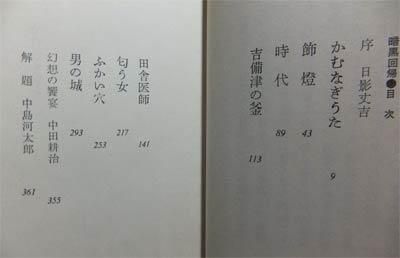 暗黒回帰●目次
序 日影丈吉
かむなぎうた 9
飾燈 43
時代 89
吉備津の釜 113
田舎医師 141
匂う女 217
ふかい穴 253
男の城 293
幻想の饗宴 中田耕治 355
解題 中島河太郎 361